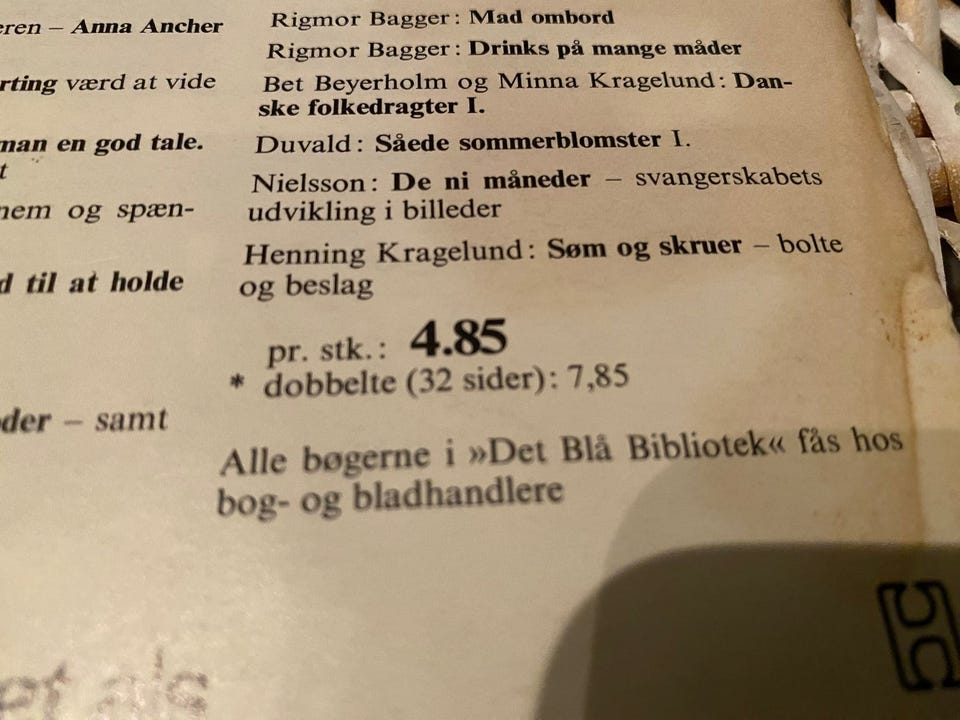 eren – Anna Ancher
rting værd at vide
man en god tale.
t
nem og spæn-
d til at holde
der – samt
Rigmor Bagger: Mad ombord
Rigmor Bagger: Drinks på mange måder
Bet Beyerholm og Minna Kragelund: Dan-
ske folkedragter I.
Duvald: Såede sommerblomster I.
Nielsson: De ni måneder – svangerskabets
udvikling i billeder
Henning Kragelund: Søm og skruer – bolte
og beslag
pr. stk.: 4.85
* dobbelte (32 sider): 7,85
Alle bøgerne i »Det Blå Bibliotek« fås hos
bog- og bladhandlere